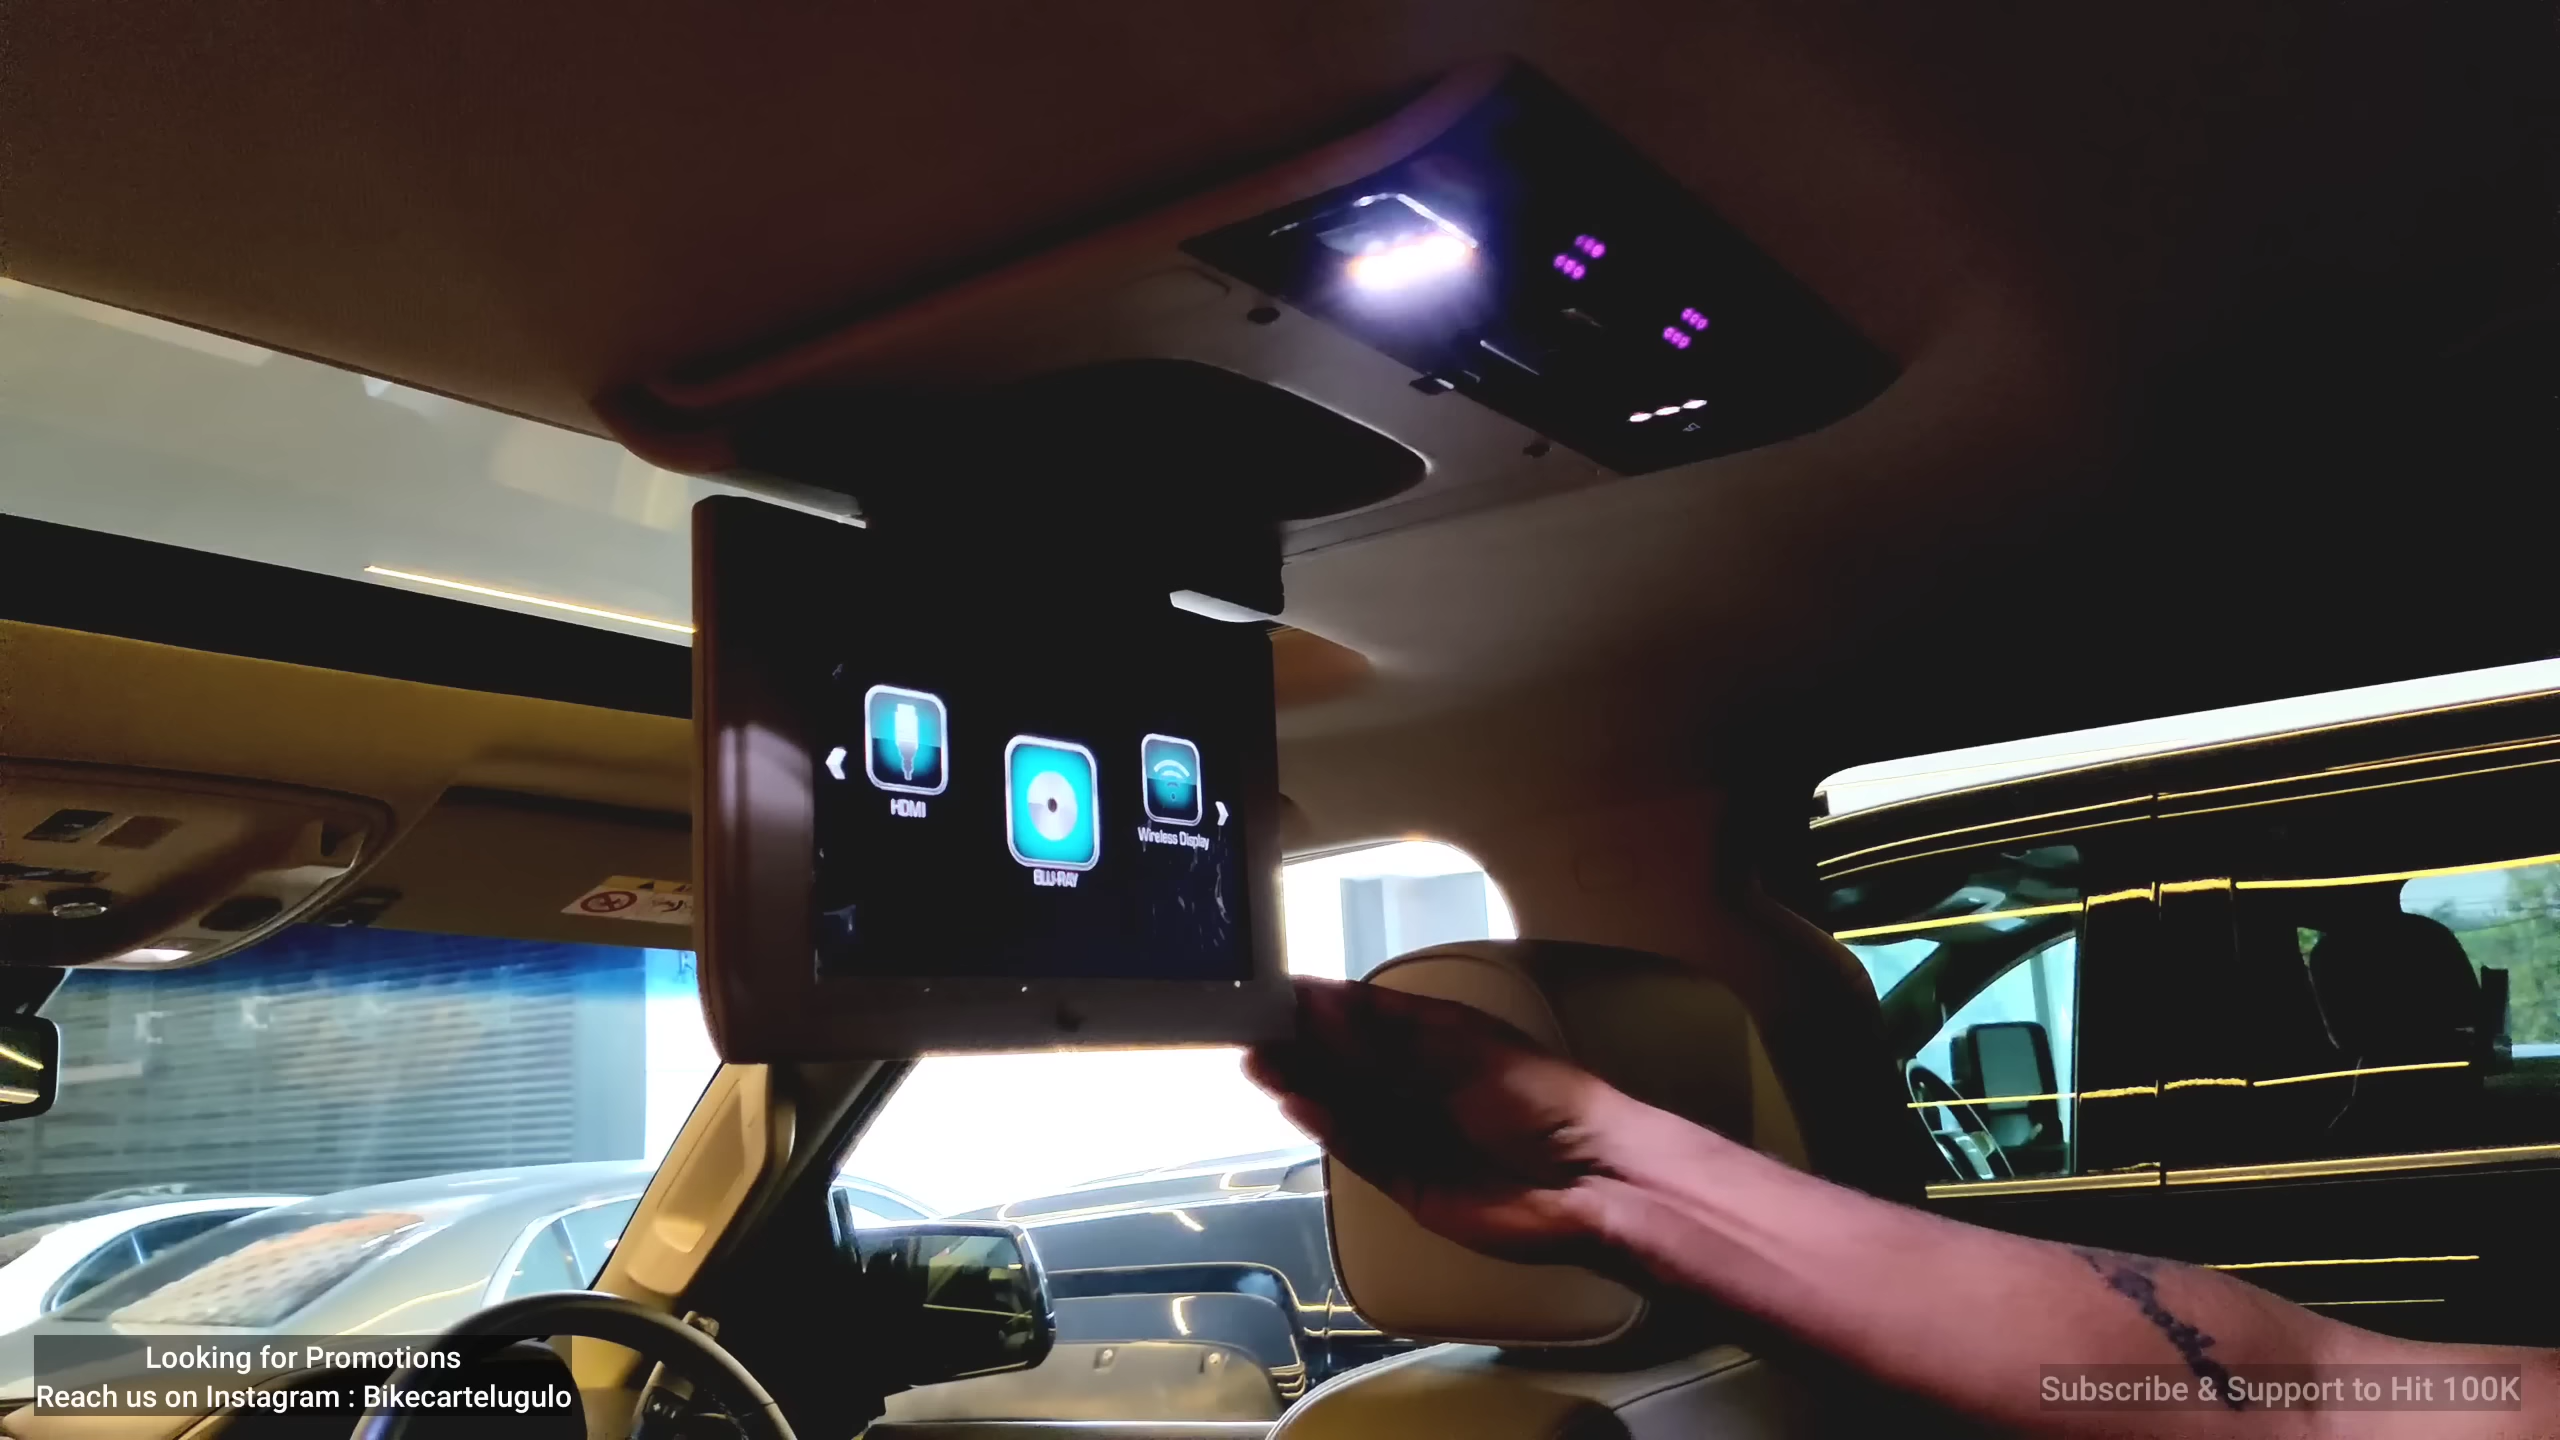 HDMI
BLU-RAY
Wireless Display
Looking for Promotions
Reach us on Instagram : Bikecartelugulo
Subscribe & Support to Hit 100K